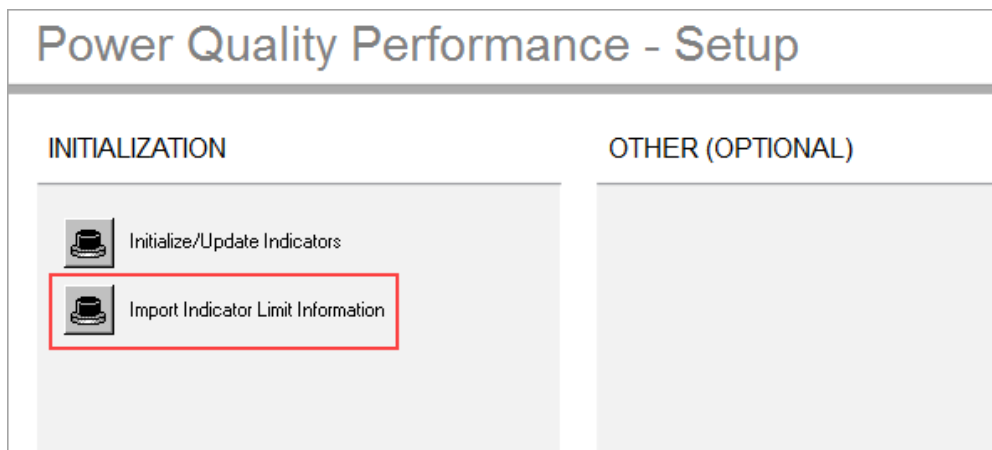 Power Quality Performance - Setup
INITIALIZATION
OTHER (OPTIONAL)
Initialize/Update Indicators
Import Indicator Limit Information